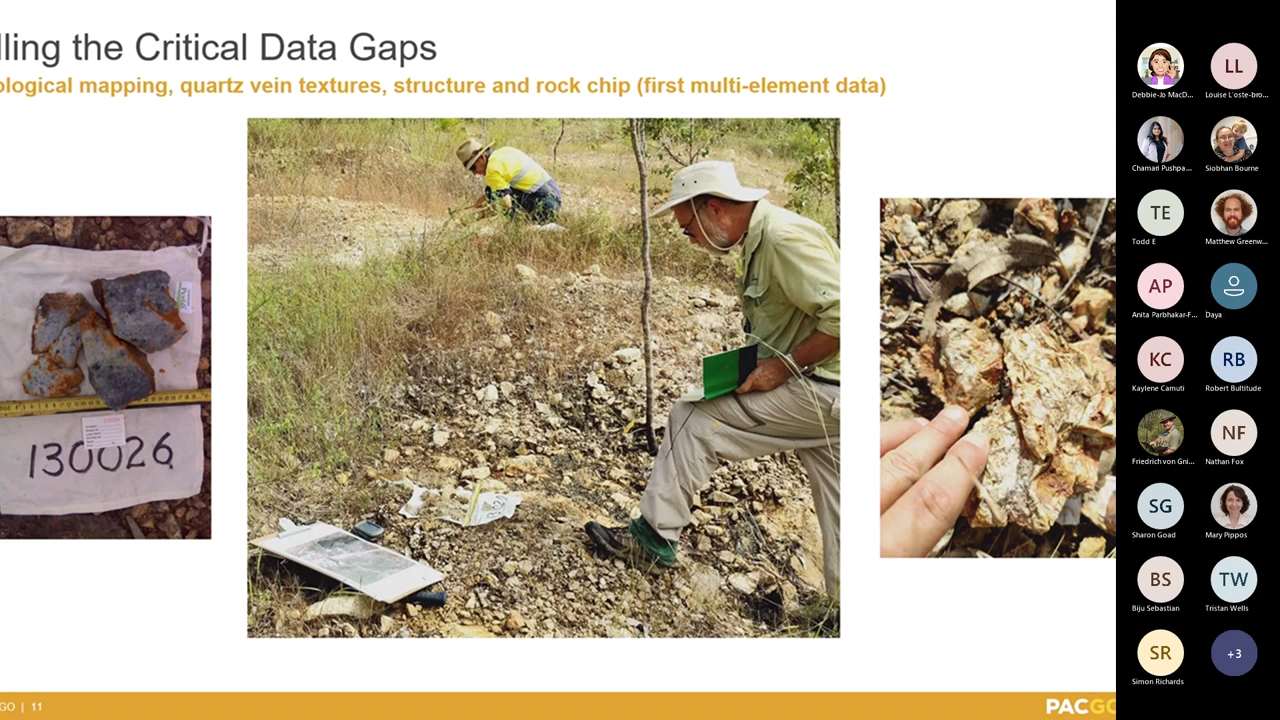 lling the Critical Data Gaps
ological mapping, quartz vein textures, structure and rock chip (first multi-element data)
130026
GO | 11
PACGO
Debbie-Jo MacD...
LL
Louise L'oste-bro...
Chamari Pushpa...
Siobhan Bourne
TE
Todd E
Matthew Greenw...
AP
Anita Parbhakar-F...
Daya
KC
Kaylene Camuti
RB
Robert Bultitude
Friedrich von Gni...
NF
Nathan Fox
SG
Sharon Goad
Mary Pippos
BS
Biju Sebastian
TW
Tristan Wells
SR
Simon Richards
+3